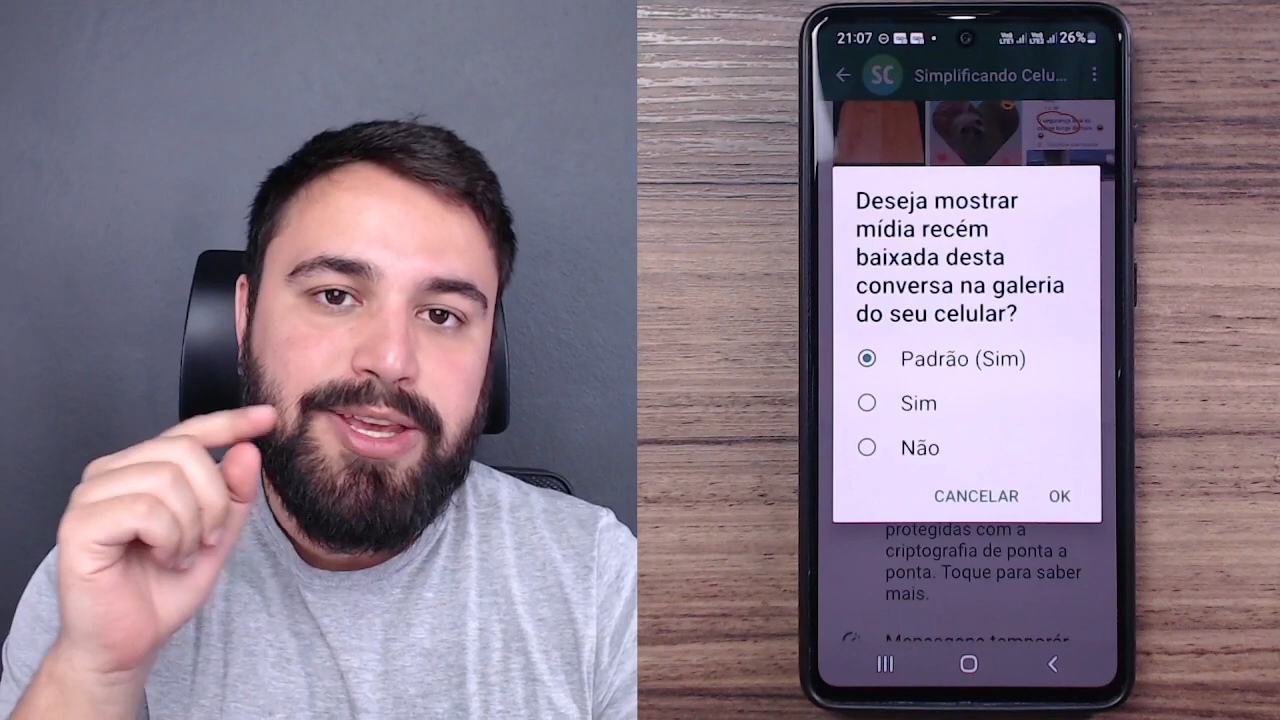 21:07
26%
SC
Simplificando Celu...
Deseja mostrar
mídia recém
baixada desta
conversa na galeria
do seu celular?
Padrão (Sim)
Sim
Não
CANCELAR
OK
protegidas com a
criptografia de ponta a
ponta. Toque para saber
mais.